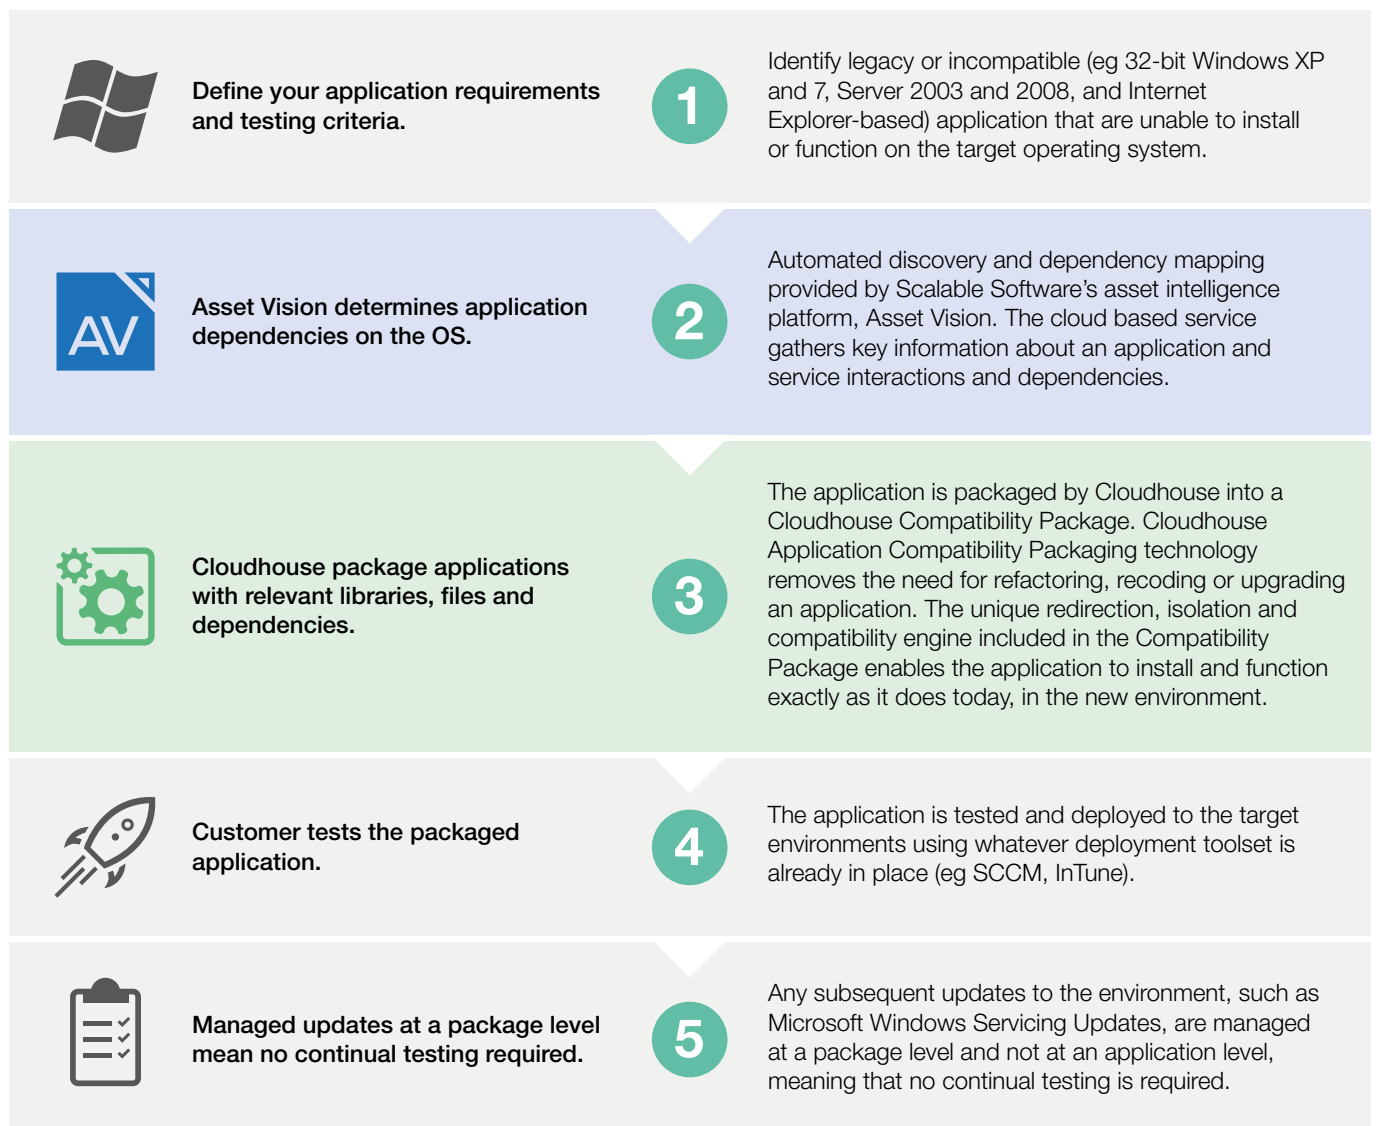 Define your application requirements
and testing criteria.
1
Identify legacy or incompatible (eg 32-bit Windows XP
and 7, Server 2003 and 2008, and Internet
Explorer-based) application that are unable to install
or function on the target operating system.
AV
Asset Vision determines application
dependencies on the OS.
2
Automated discovery and dependency mapping
provided by Scalable Software’s asset intelligence
platform, Asset Vision. The cloud based service
gathers key information about an application and
service interactions and dependencies.
Cloudhouse package applications
with relevant libraries, files and
dependencies.
3
The application is packaged by Cloudhouse into a
Cloudhouse Compatibility Package. Cloudhouse
Application Compatibility Packaging technology
removes the need for refactoring, recoding or upgrading
an application. The unique redirection, isolation and
compatibility engine included in the Compatibility
Package enables the application to install and function
exactly as it does today, in the new environment.
Customer tests the packaged
application.
4
The application is tested and deployed to the target
environments using whatever deployment toolset is
already in place (eg SCCM, InTune).
Managed updates at a package level
mean no continual testing required.
5
Any subsequent updates to the environment, such as
Microsoft Windows Servicing Updates, are managed
at a package level and not at an application level,
meaning that no continual testing is required.